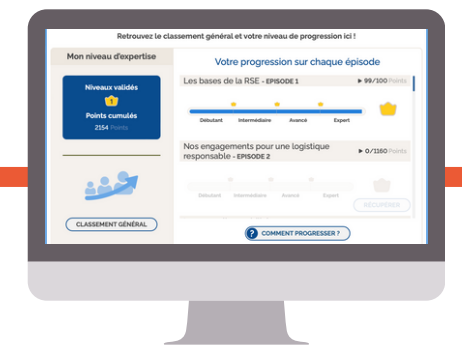 Retrouvez le classement général et votre niveau de progression ici !
Mon niveau d'expertise
Niveaux validés
1
Points cumulés
2154 Points
CLASSEMENT GÉNÉRAL
Votre progression sur chaque épisode
Les bases de la RSE - EPISODE 1
▶ 99/100 Points
Débutant Intermédiaire Avancé Expert
Nos engagements pour une logistique
responsable - EPISODE 2
▶ 0/1160 Points
Débutant Intermédiaire Avancé Expert
RÉCUPÉRER
? COMMENT PROGRESSER ?